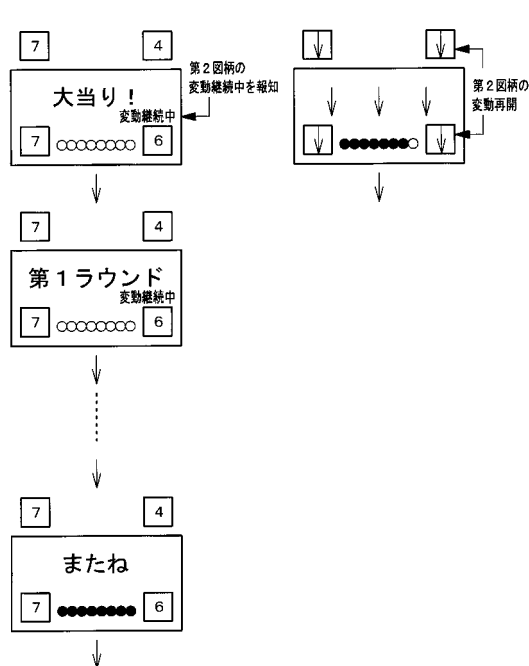 7 4
大当り！
変動継続中
7 6
第２図柄の
変動継続中を報知
7 4
第１ラウンド
変動継続中
7 6
7 4
またね
7 6
第２図柄の
変動再開